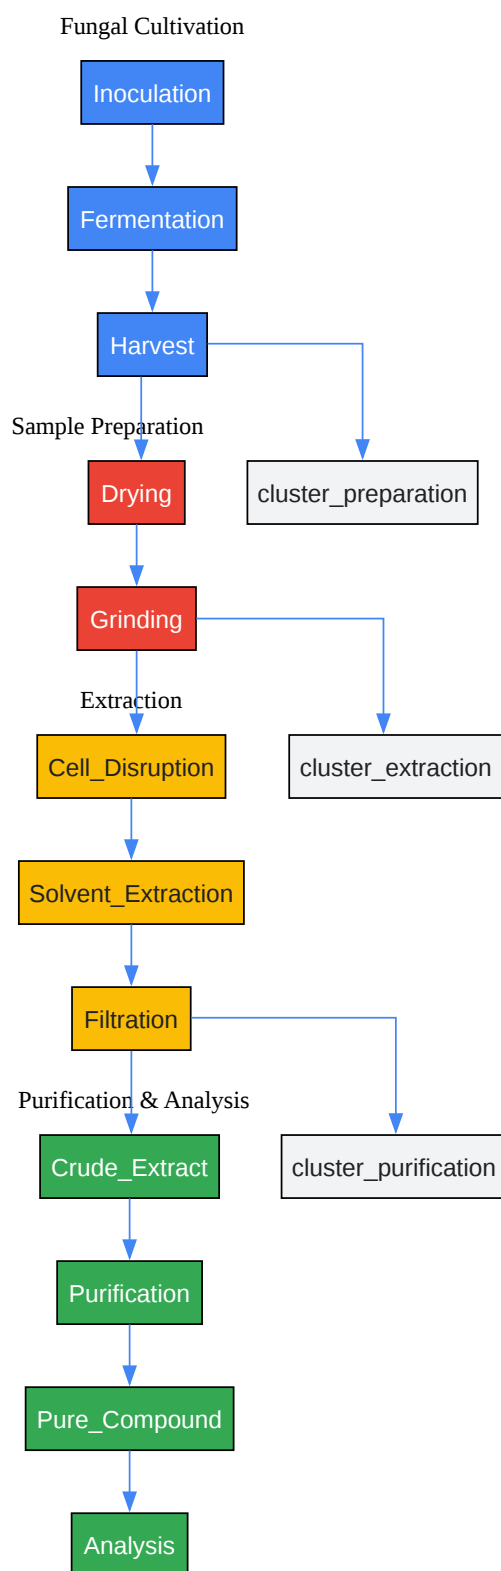 Fungal Cultivation
Inoculation
Fermentation
Harvest
Sample Preparation
Drying
cluster_preparation
Grinding
Extraction
Cell_Disruption
cluster_extraction
Solvent_Extraction
Filtration
Purification & Analysis
Crude_Extract
cluster_purification
Purification
Pure_Compound
Analysis